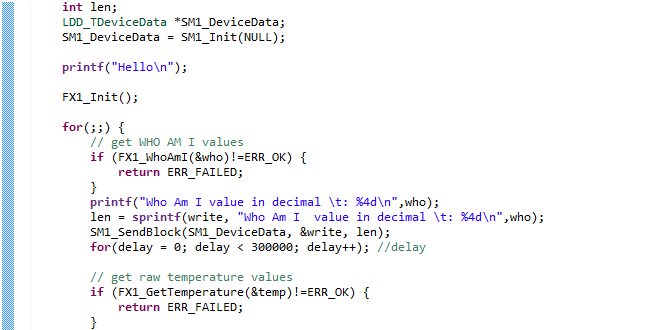 int len;
LDD_TDeviceData *SM1_DeviceData;
SM1_DeviceData = SM1_Init(NULL);

printf("Hello\n");

FX1_Init();

for(;;) {
    // get WHO AM I values
    if (FX1_WhoAmI(&who)!=ERR_OK) {
        return ERR_FAILED;
    }
    printf("Who Am I value in decimal \t: %4d\n",who);
    len = sprintf(write, "Who Am I  value in decimal \t: %4d\n",who);
    SM1_SendBlock(SM1_DeviceData, &write, len);
    for(delay = 0; delay < 300000; delay++); //delay

    // get raw temperature values
    if (FX1_GetTemperature(&temp)!=ERR_OK) {
        return ERR_FAILED;
    }